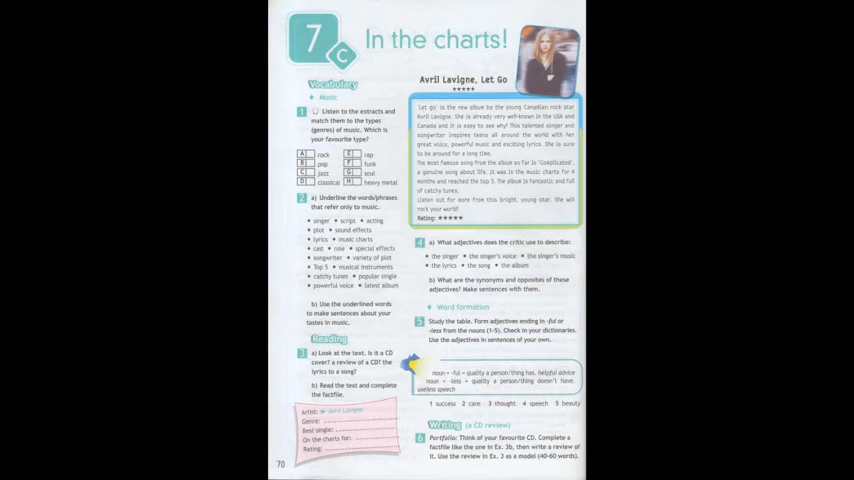 7
C
In the charts!
Vocabulary
Music
1 Listen to the extracts and
match them to the types
(genres) of music. Which is
your favourite type?
A rock E rap
B pop F funk
C jazz G soul
D classical H heavy metal
2 a) Underline the words/phrases
that refer only to music.
• singer • script • acting
• plot • sound effects
• lyrics • music charts
• cast • role • special effects
• songwriter • variety of plot
• Top 5 • musical instruments
• catchy tunes • popular single
• powerful voice • latest album
b) Use the underlined words
to make sentences about your
tastes in music.
Reading
3 a) Look at the text. Is it a CD
cover? a review of a CD? the
lyrics to a song?
b) Read the text and complete
the factfile.
Artist: Avril Lavigne
Genre:
Best single:
On the charts for:
Rating:
70
Avril Lavigne, Let Go
★★★★★
'Let go' is the new album by the young Canadian rock star
Avril Lavigne. She is already very well-known in the USA and
Canada and it is easy to see why! This talented singer and
songwriter inspires teens all around the world with her
great voice, powerful music and exciting lyrics. She is sure
to be around for a long time.
The most famous song from the album so far is 'Complicated',
a genuine song about life. It was in the music charts for 4
months and reached the top 5. The album is fantastic and full
of catchy tunes.
Listen out for more from this bright, young star. She will
rock your world!
Rating: ★★★★★
4 a) What adjectives does the critic use to describe:
• the singer • the singer's voice • the singer's music
• the lyrics • the song • the album
b) What are the synonyms and opposites of these
adjectives? Make sentences with them.
Word formation
5 Study the table. Form adjectives ending in -ful or
-less from the nouns (1-5). Check in your dictionaries.
Use the adjectives in sentences of your own.
noun + -ful = quality a person/thing has. helpful advice
noun + -less = quality a person/thing doesn't have.
useless speech
1 success 2 care 3 thought 4 speech 5 beauty
Writing (a CD review)
6 Portfolio: Think of your favourite CD. Complete a
factfile like the one in Ex. 3b, then write a review of
it. Use the review in Ex. 3 as a model (40-60 words).